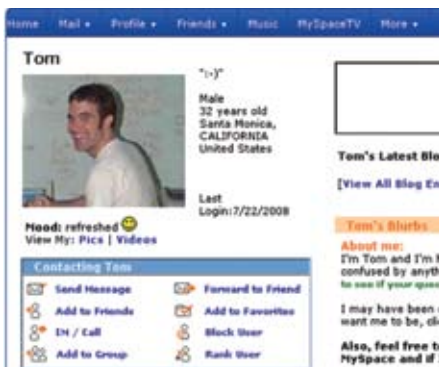 Home Mail Profile Friends Music MySpaceTV More
Tom
":-)"
Male
32 years old
Santa Monica,
CALIFORNIA
United States
Last
Login:7/22/2008
Mood: refreshed
View My: Pics | Videos
Contacting Tom
Send Message Forward to Friend
Add to Friends Add to Favorites
IM / Call Block User
Add to Group Rank User
Tom's Latest Blo
[View All Blog En
Tom's Blurbs
About me:
I'm Tom and I'm h
confused by anyth
to see if your ques
I may have been
want me to be, cli
Also, feel free t
MySpace and if